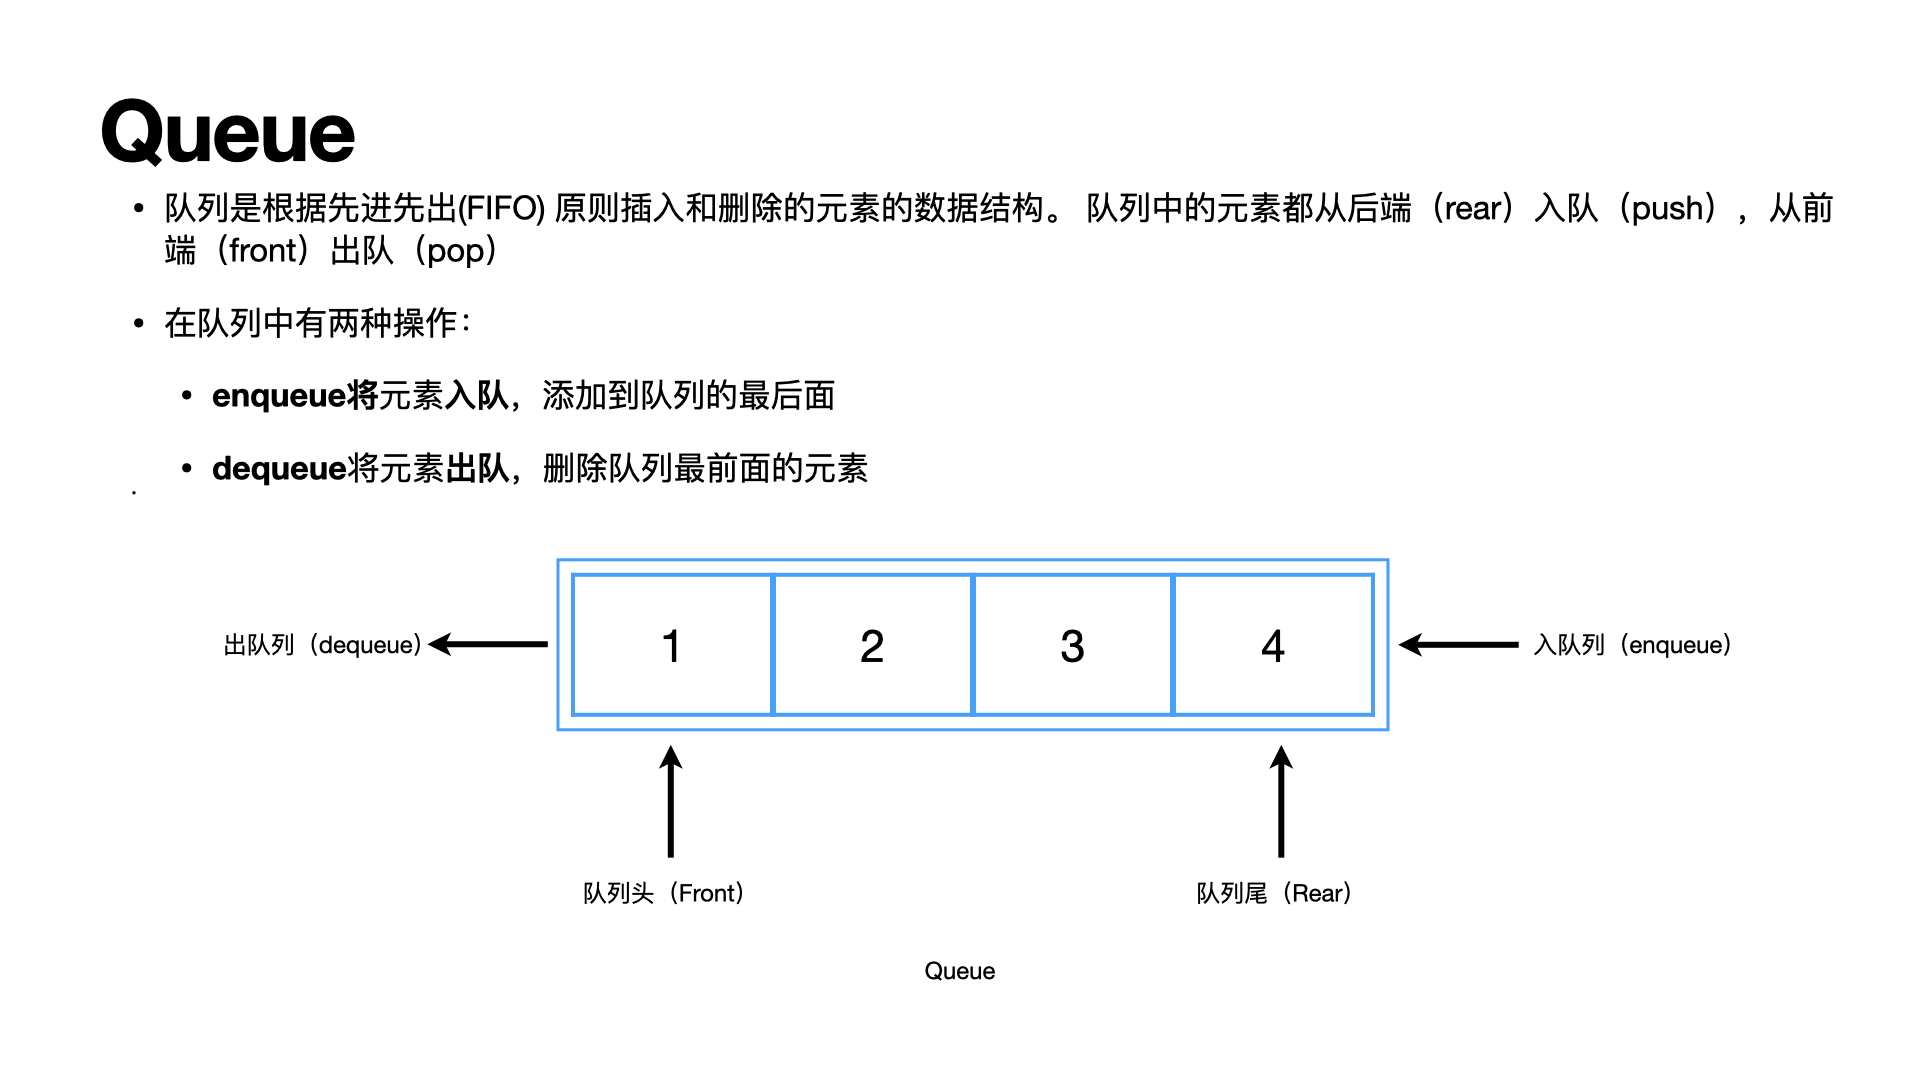 Queue
• 队列是根据先进先出(FIFO) 原则插入和删除的元素的数据结构。 队列中的元素都从后端（rear）入队（push），从前
端（front）出队（pop）
• 在队列中有两种操作：
• enqueue将元素入队，添加到队列的最后面
• dequeue将元素出队，删除队列最前面的元素
出队列（dequeue） 1 2 3 4 入队列（enqueue）
队列头（Front） 队列尾（Rear）
Queue